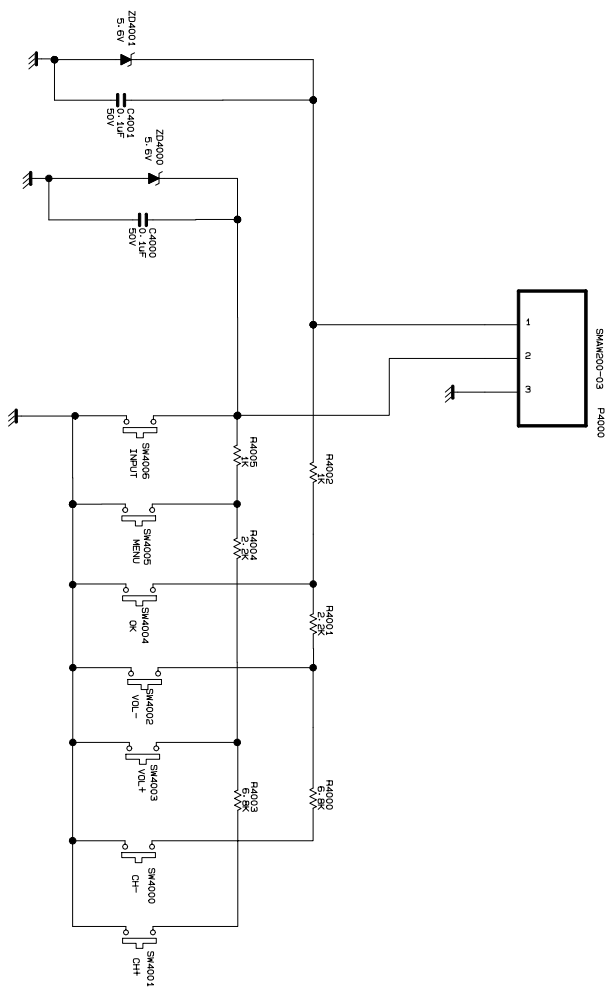 ZD4001
5.6V
C4001
0.1uF
50V
ZD4000
5.6V
C4000
0.1uF
50V
SMAW200-03
P4000
1
2
3
R4005
1K
R4002
1K
SW4006
INPUT
R4004
2.2K
SW4005
MENU
R4001
2.2K
SW4004
OK
SW4002
VOL-
SW4003
VOL+
R4003
6.8K
R4000
6.8K
SW4000
CH-
SW4001
CH+